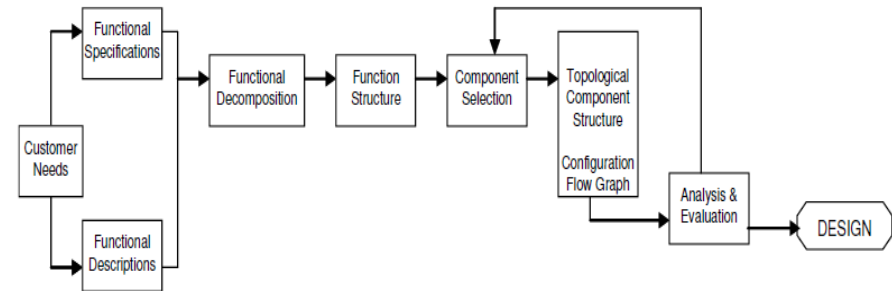 Functional
Specifications
Customer
Needs
Functional
Descriptions
Functional
Decomposition
Function
Structure
Component
Selection
Topological
Component
Structure
Configuration
Flow Graph
Analysis &
Evaluation
DESIGN